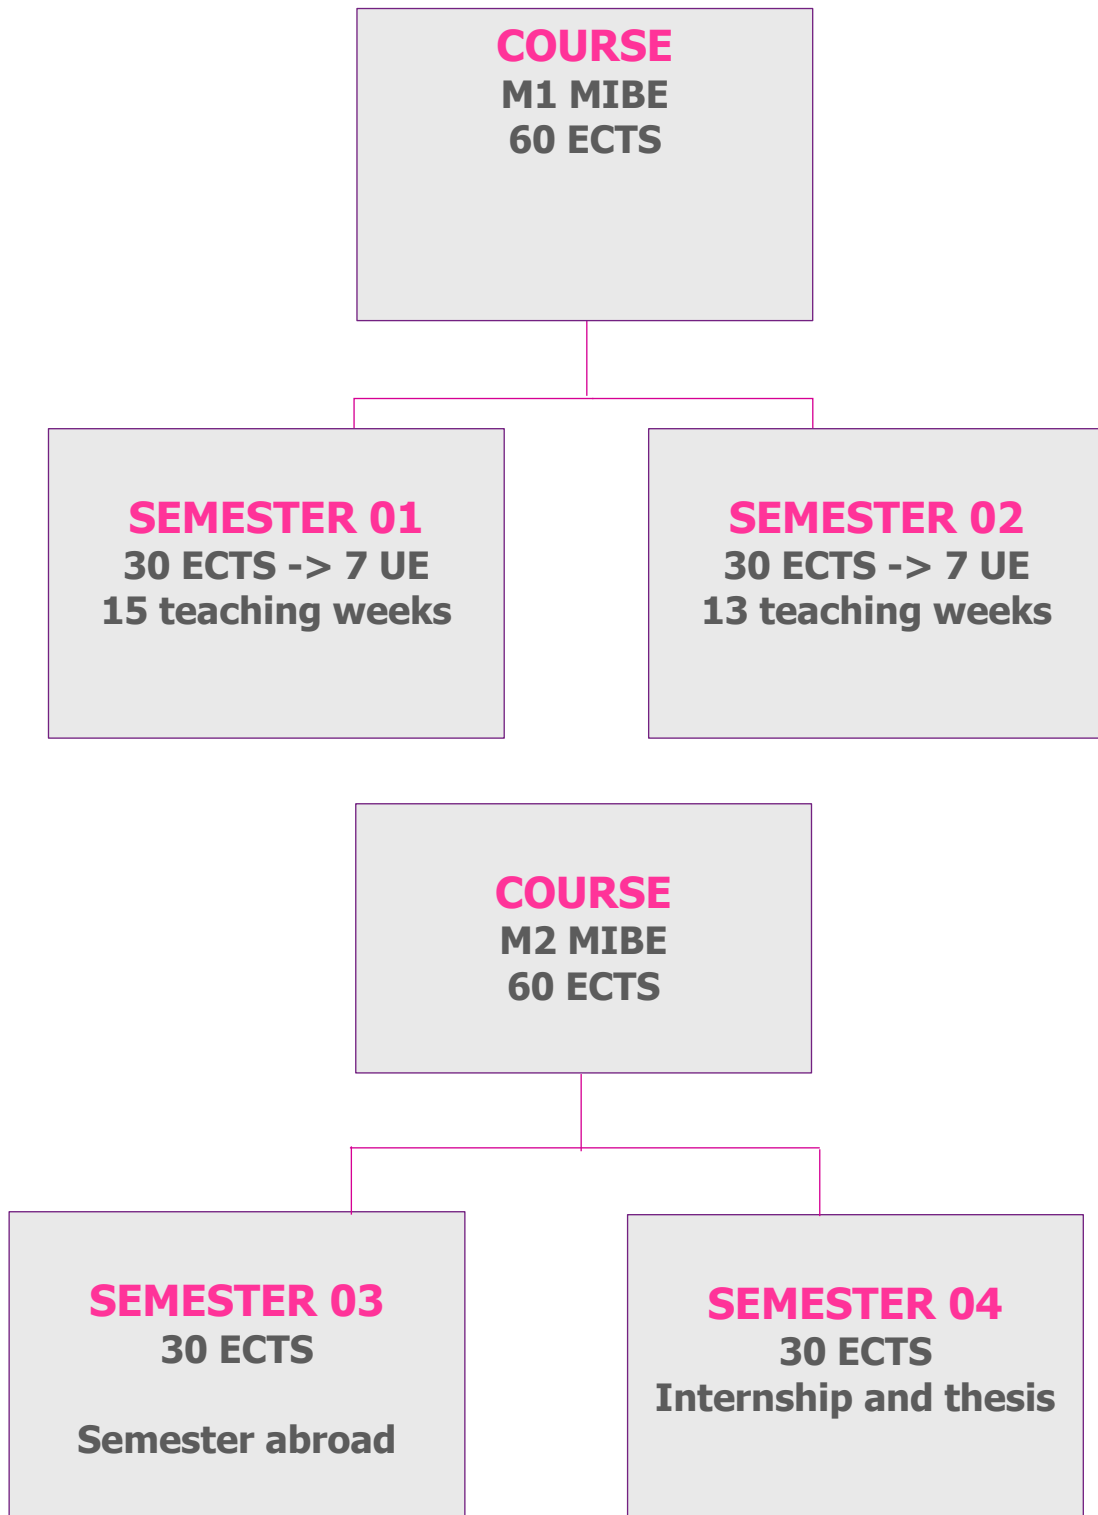 COURSE
M1 MIBE
60 ECTS
SEMESTER 01
30 ECTS -> 7 UE
15 teaching weeks
SEMESTER 02
30 ECTS -> 7 UE
13 teaching weeks
COURSE
M2 MIBE
60 ECTS
SEMESTER 03
30 ECTS
Semester abroad
SEMESTER 04
30 ECTS
Internship and thesis